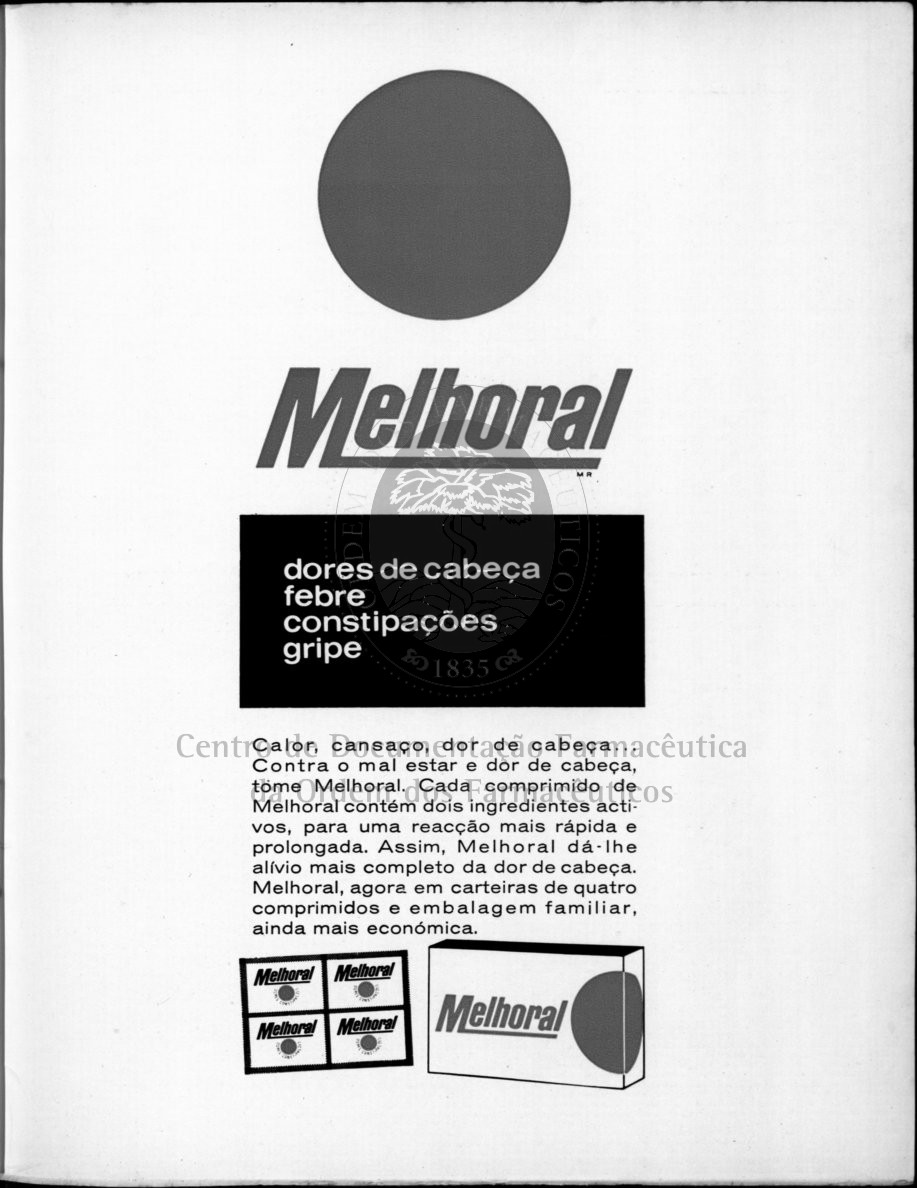 Melhoral
MR
dores de cabeça
febre
constipações
gripe
1835
Calor, cansaço, dor de cabeça...
Contra o mal estar e dor de cabeça,
tome Melhoral. Cada comprimido de
Melhoral contém dois ingredientes acti-
vos, para uma reacção mais rápida e
prolongada. Assim, Melhoral dá-lhe
alívio mais completo da dor de cabeça.
Melhoral, agora em carteiras de quatro
comprimidos e embalagem familiar,
ainda mais económica.
Centro de Documentação Farmacêutica
da Ordem dos Farmacêuticos
Melhoral Melhoral
Melhoral Melhoral
Melhoral